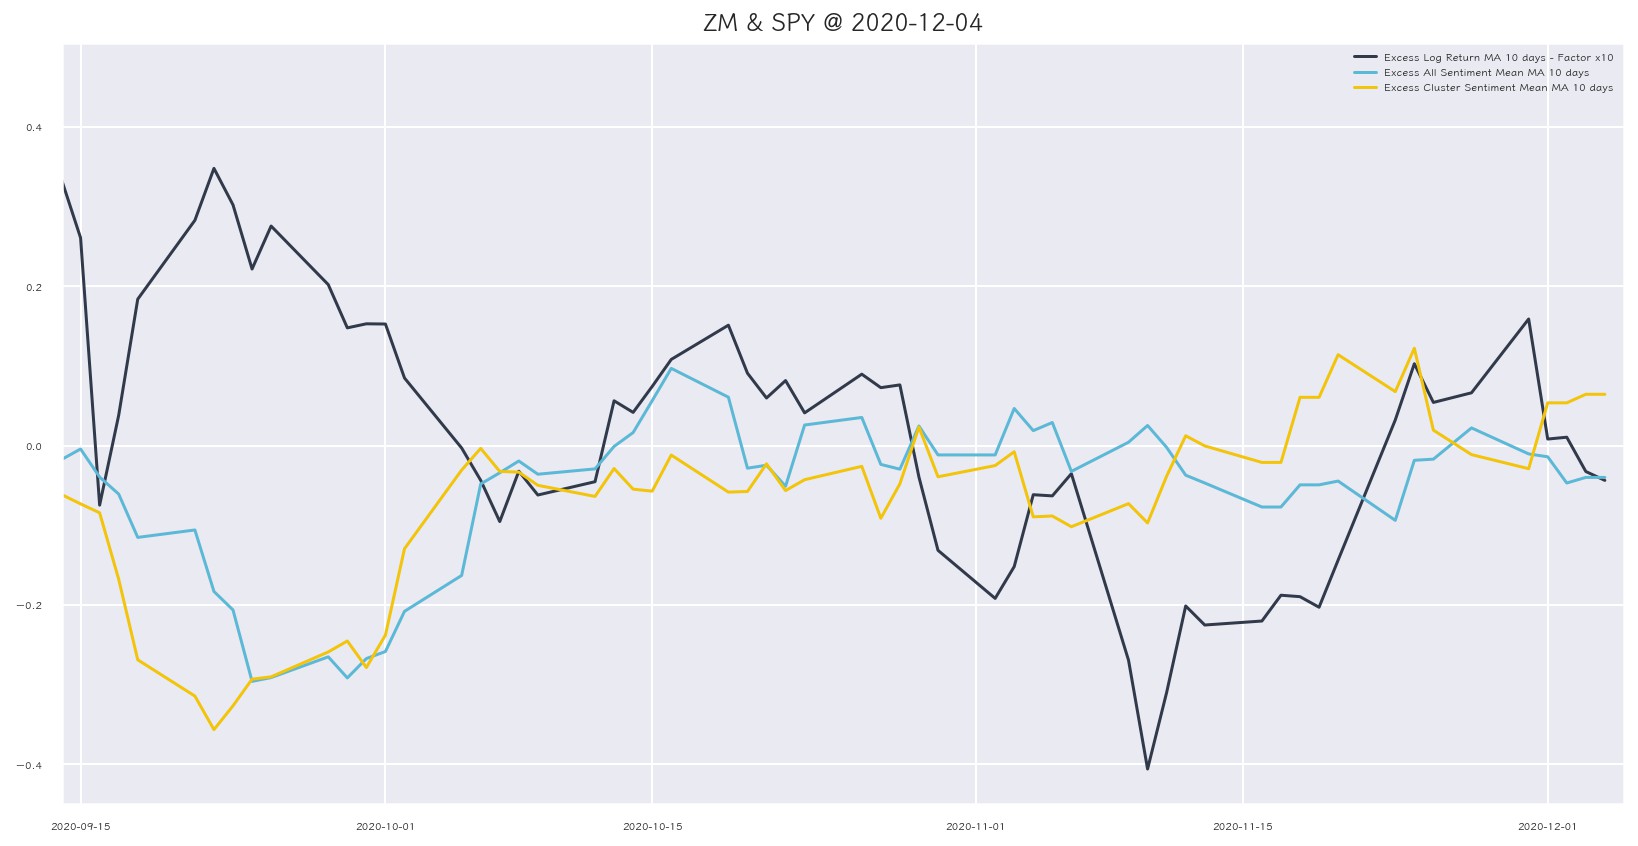 ZM & SPY @ 2020-12-04
Excess Log Return MA 10 days - Factor x10
Excess All Sentiment Mean MA 10 days
Excess Cluster Sentiment Mean MA 10 days
0.4
0.2
0.0
−0.2
−0.4
2020-09-15
2020-10-01
2020-10-15
2020-11-01
2020-11-15
2020-12-01